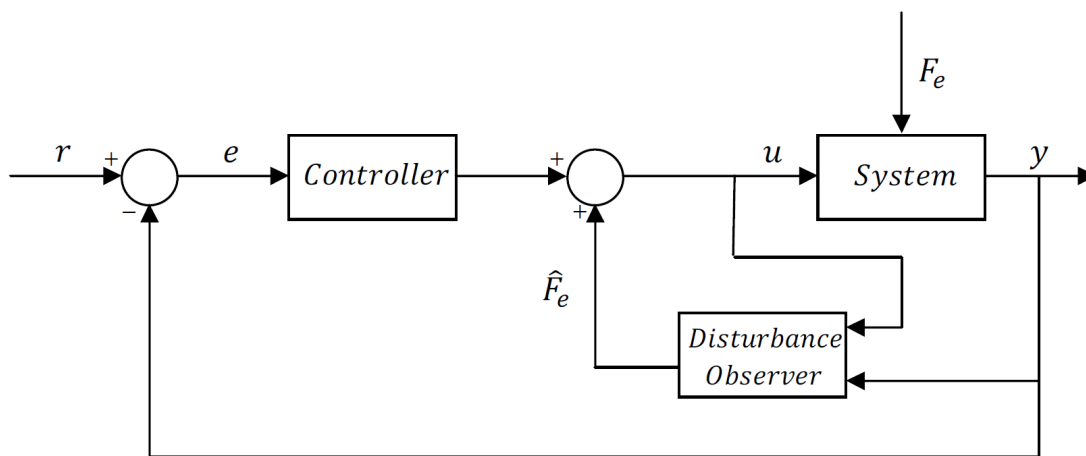 F_e
r
+
−
e
Controller
+
+
u
System
y
F̂_e
Disturbance
Observer